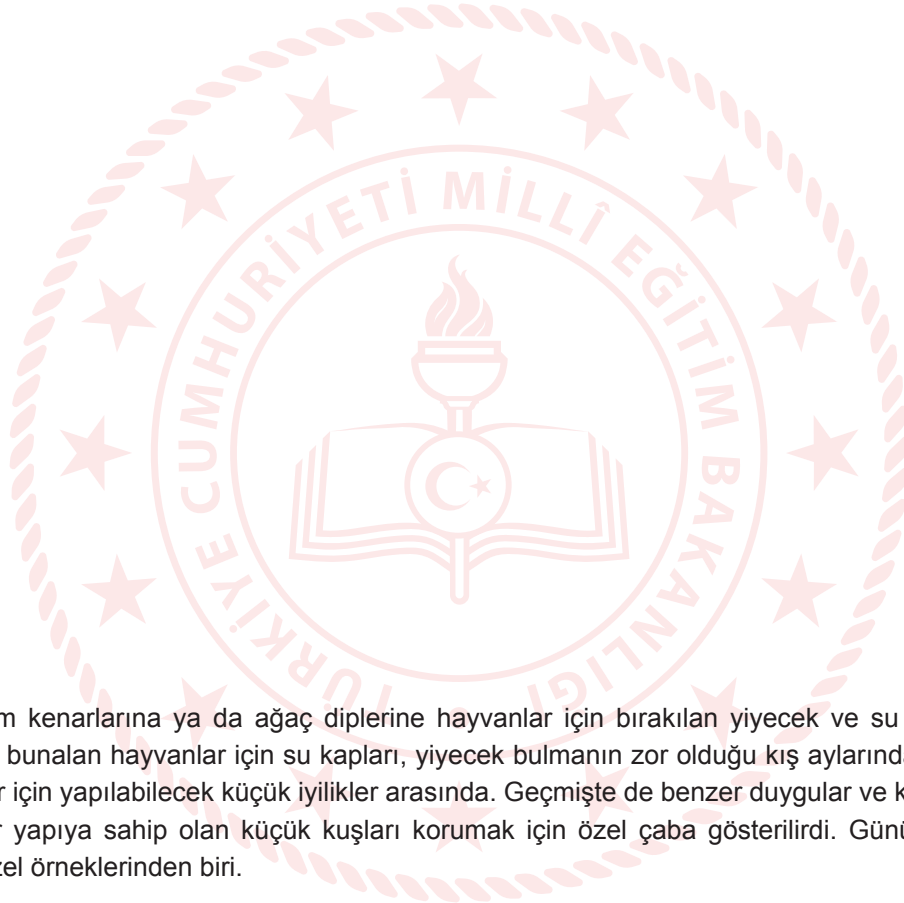 TÜRKİYE CUMHURİYETİ MİLLÎ EĞİTİM BAKANLIĞI
kenarlarına ya da ağaç diplerine hayvanlar için bırakılan yiyecek ve su
bunalan hayvanlar için su kapları, yiyecek bulmanın zor olduğu kış aylarında
için yapılabilecek küçük iyilikler arasında. Geçmişte de benzer duygular ve
yapıya sahip olan küçük kuşları korumak için özel çaba gösterilirdi.
örneklerinden biri.